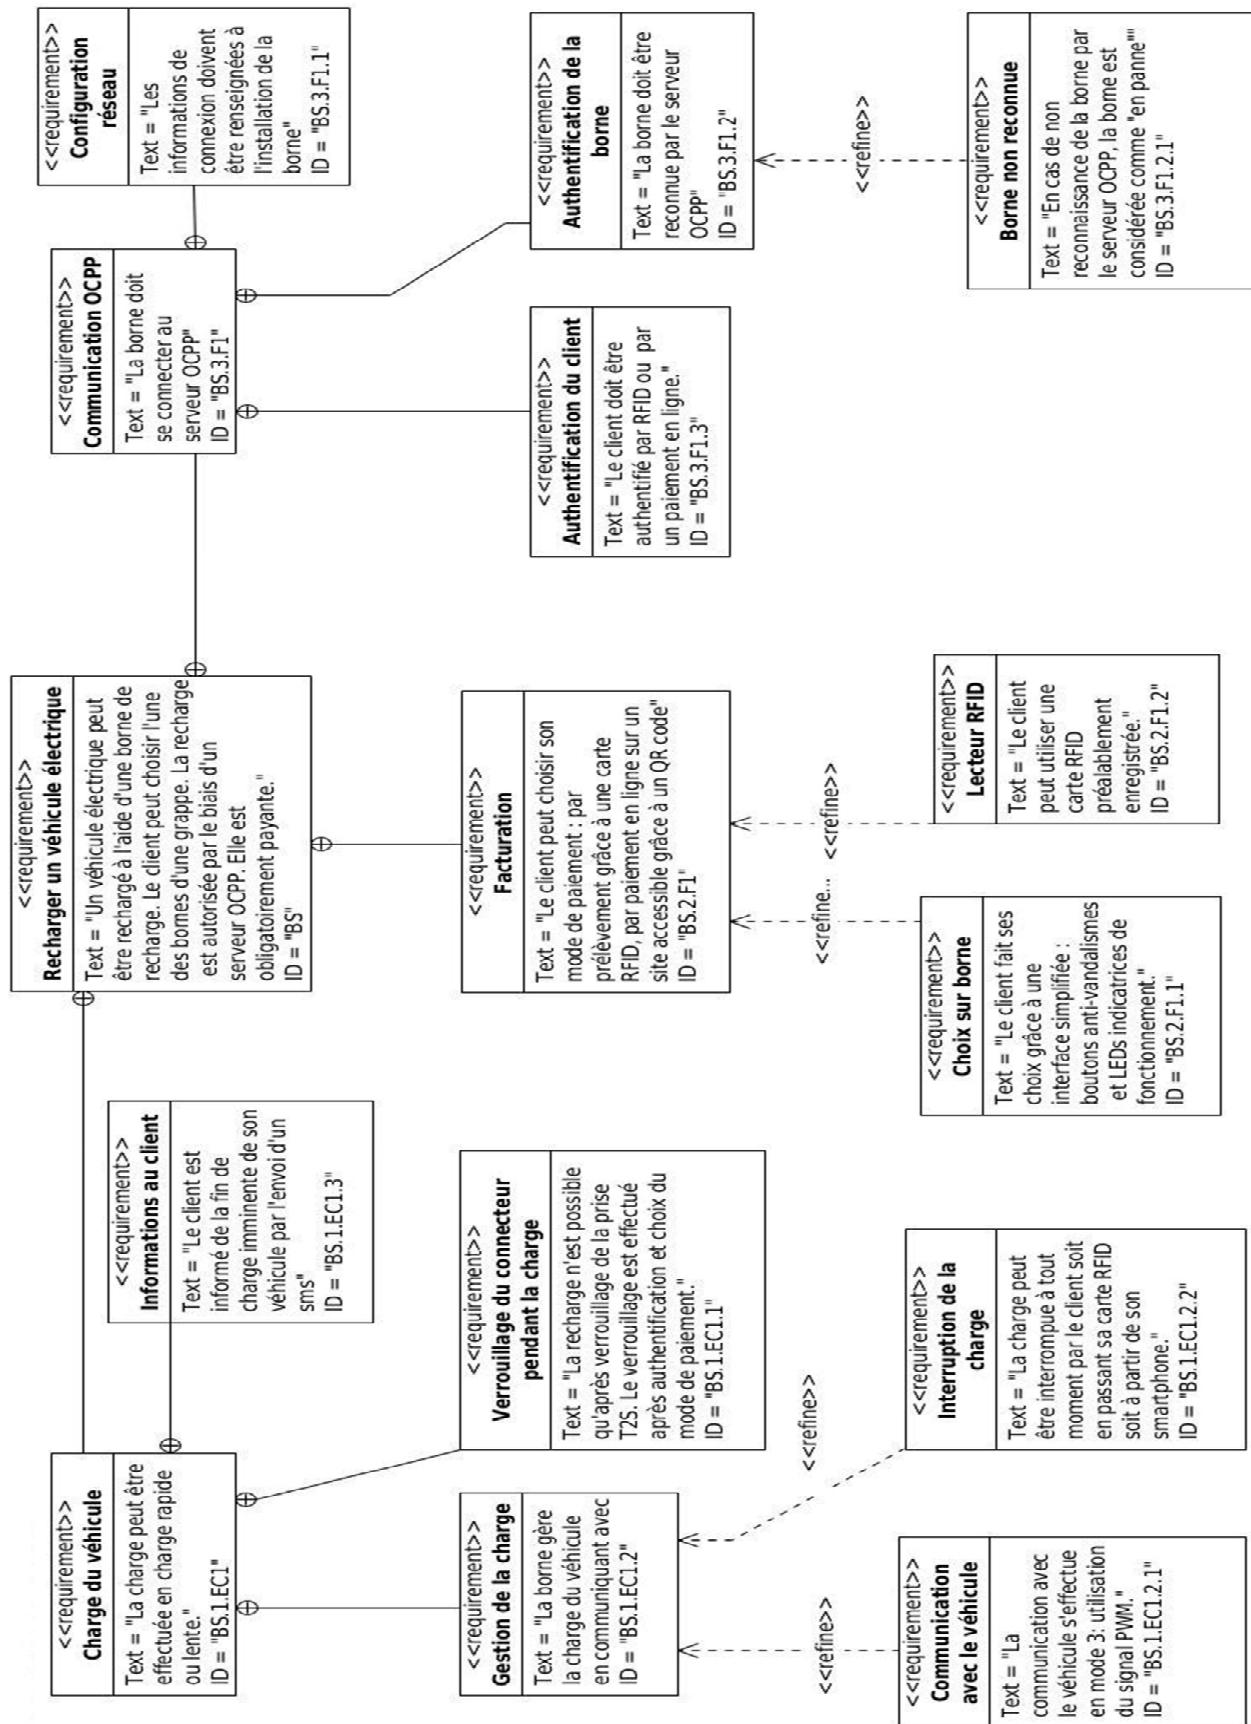 <<requirement>>
Recharger un véhicule électrique
Text = "Un véhicule électrique peut
être rechargé à l'aide d'une borne de
recharge. Le client peut choisir l'une
des bornes d'une grappe. La recharge
est autorisée par le biais d'un
serveur OCPP. Elle est
obligatoirement payante."
ID = "BS"
<<requirement>>
Charge du véhicule
Text = "La charge peut être
effectuée en charge rapide
ou lente."
ID = "BS.1.EC1"
<<requirement>>
Informations au client
Text = "Le client est
informé de la fin de
charge imminente de son
véhicule par l'envoi d'un
sms"
ID = "BS.1.EC1.3"
<<requirement>>
Communication OCPP
Text = "La borne doit
se connecter au
serveur OCPP"
ID = "BS.3.F1"
<<requirement>>
Configuration
réseau
Text = "Les
informations de
connexion doivent
être renseignées à
l'installation de la
borne"
ID = "BS.3.F1.1"
<<requirement>>
Gestion de la charge
Text = "La borne gère
la charge du véhicule
en communiquant avec
ID = "BS.1.EC1.2"
<<requirement>>
Verrouillage du connecteur
pendant la charge
Text = "La recharge n'est possible
qu'après verrouillage de la prise
T2S. Le verrouillage est effectué
après authentification et choix du
mode de paiement."
ID = "BS.1.EC1.1"
<<requirement>>
Facturation
Text = "Le client peut choisir son
mode de paiement : par
prélèvement grâce à une carte
RFID, par paiement en ligne sur un
site accessible grâce à un QR code"
ID = "BS.2.F1"
<<requirement>>
Authentification du client
Text = "Le client doit être
authentifié par RFID ou par
un paiement en ligne."
ID = "BS.3.F1.3"
<<requirement>>
Authentification de la
borne
Text = "La borne doit être
reconnue par le serveur
OCPP"
ID = "BS.3.F1.2"
<<refine>>
<<refine>>
<<refine...
<<refine>>
<<refine>>
<<requirement>>
Communication
avec le véhicule
Text = "La
communication avec
le véhicule s'effectue
en mode 3: utilisation
du signal PWM."
ID = "BS.1.EC1.2.1"
<<requirement>>
Interruption de la
charge
Text = "La charge peut
être interrompue à tout
moment par le client soit
en passant sa carte RFID
soit à partir de son
smartphone."
ID = "BS.1.EC1.2.2"
<<requirement>>
Choix sur borne
Text = "Le client fait ses
choix grâce à une
interface simplifiée :
boutons anti-vandalismes
et LEDs indicatrices de
fonctionnement."
ID = "BS.2.F1.1"
<<requirement>>
Lecteur RFID
Text = "Le client
peut utiliser une
carte RFID
préalablement
enregistrée."
ID = "BS.2.F1.2"
<<requirement>>
Borne non reconnue
Text = "En cas de non
reconnaissance de la borne par
le serveur OCPP, la borne est
considérée comme "en panne""
ID = "BS.3.F1.2.1"